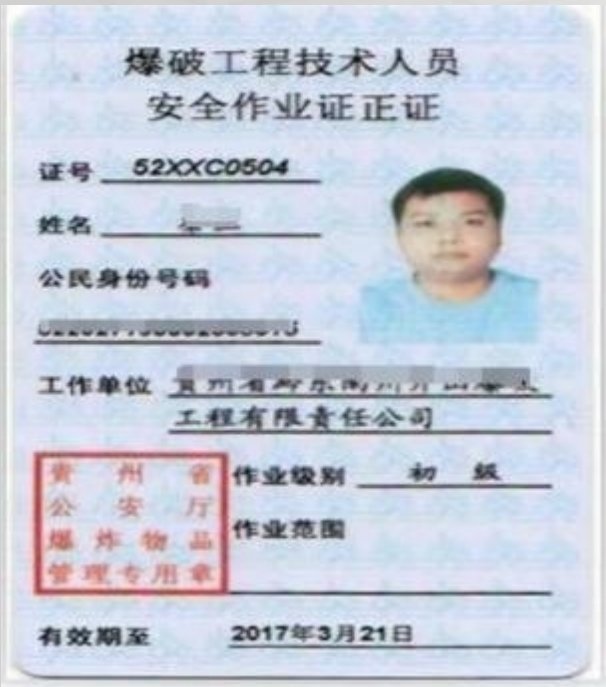 爆破工程技术人员
安全作业证正证
证号 52XXC0504
姓名
公民身份号码
工作单位 贵州省
工程有限责任公司
贵州省
公安厅
爆炸物品
管理专用章
作业级别 初级
作业范围
有效期至 2017年3月21日